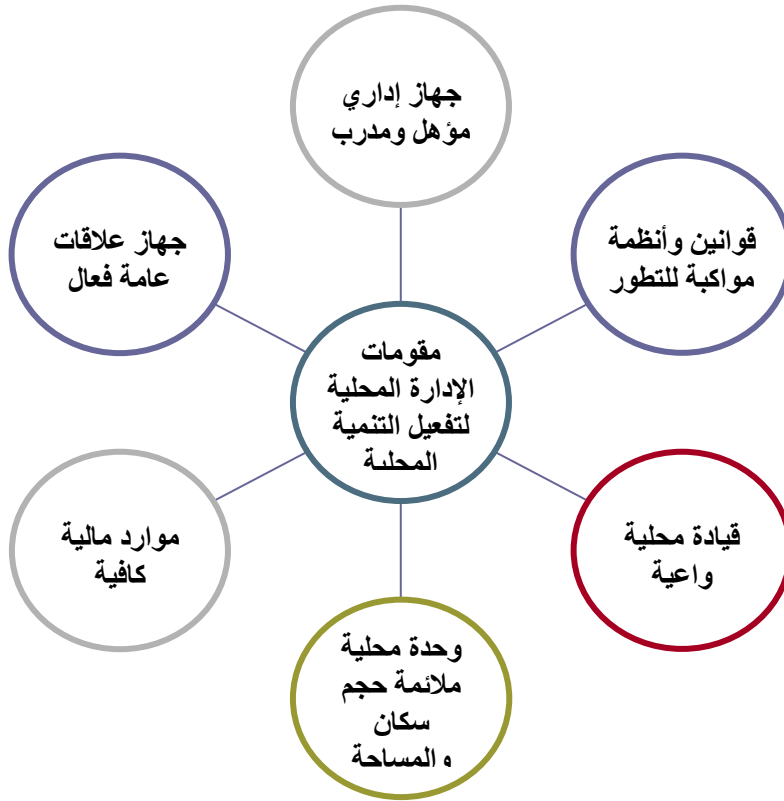 جهاز إداري
مؤهل ومدرب
قوانين وأنظمة
مواكبة للتطور
جهاز علاقات
عامة فعال
مقومات
الإدارة المحلية
لتفعيل التنمية
المحلية
قيادة محلية
واعية
موارد مالية
كافية
وحدة محلية
ملائمة حجم
سكان
والمساحة